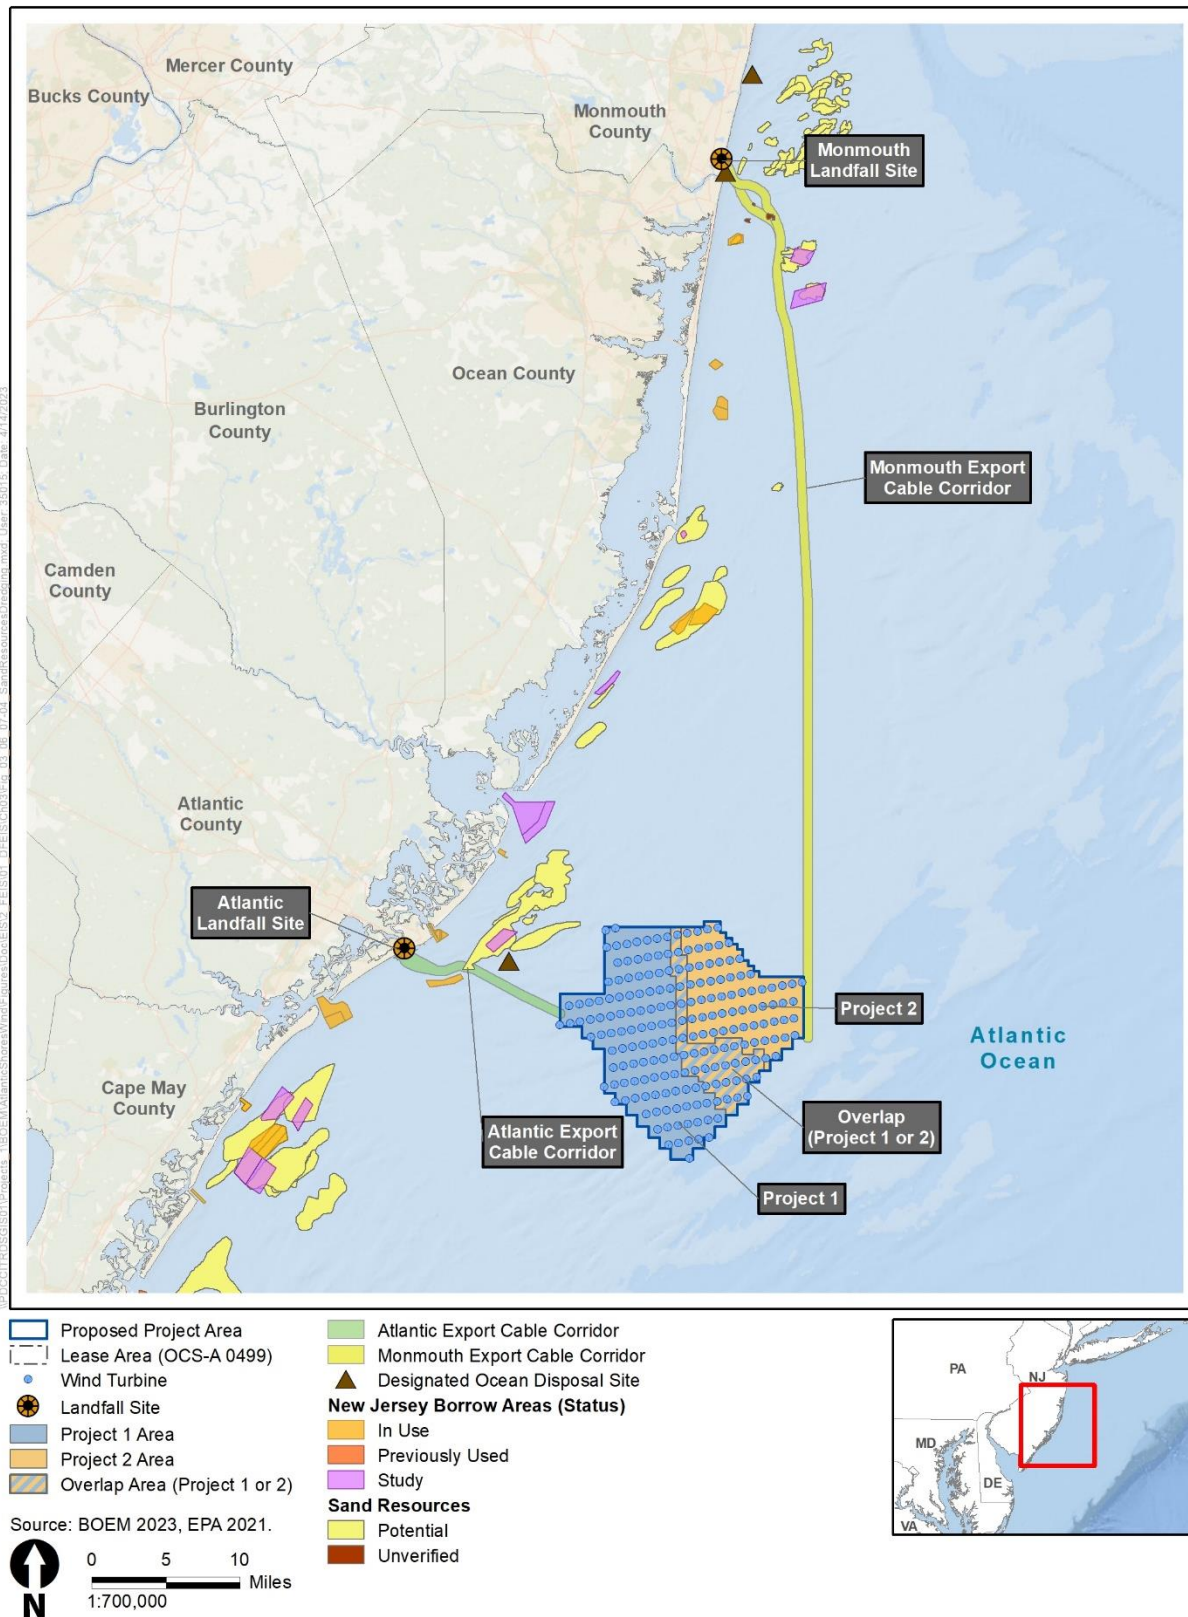 Mercer County
Bucks County
Monmouth
County
Monmouth
Landfall Site
Ocean County
Burlington
County
Monmouth Export
Cable Corridor
Camden
County
Atlantic
County
Atlantic
Landfall Site
Project 2
Atlantic
Ocean
Cape May
County
Atlantic Export
Cable Corridor
Overlap
(Project 1 or 2)
Project 1
Proposed Project Area
Lease Area (OCS-A 0499)
Wind Turbine
Landfall Site
Project 1 Area
Project 2 Area
Overlap Area (Project 1 or 2)
Source: BOEM 2023, EPA 2021.
0 5 10
Miles
1:700,000
N
Atlantic Export Cable Corridor
Monmouth Export Cable Corridor
Designated Ocean Disposal Site
New Jersey Borrow Areas (Status)
In Use
Previously Used
Study
Sand Resources
Potential
Unverified
PA
NJ
MD
DE
VA